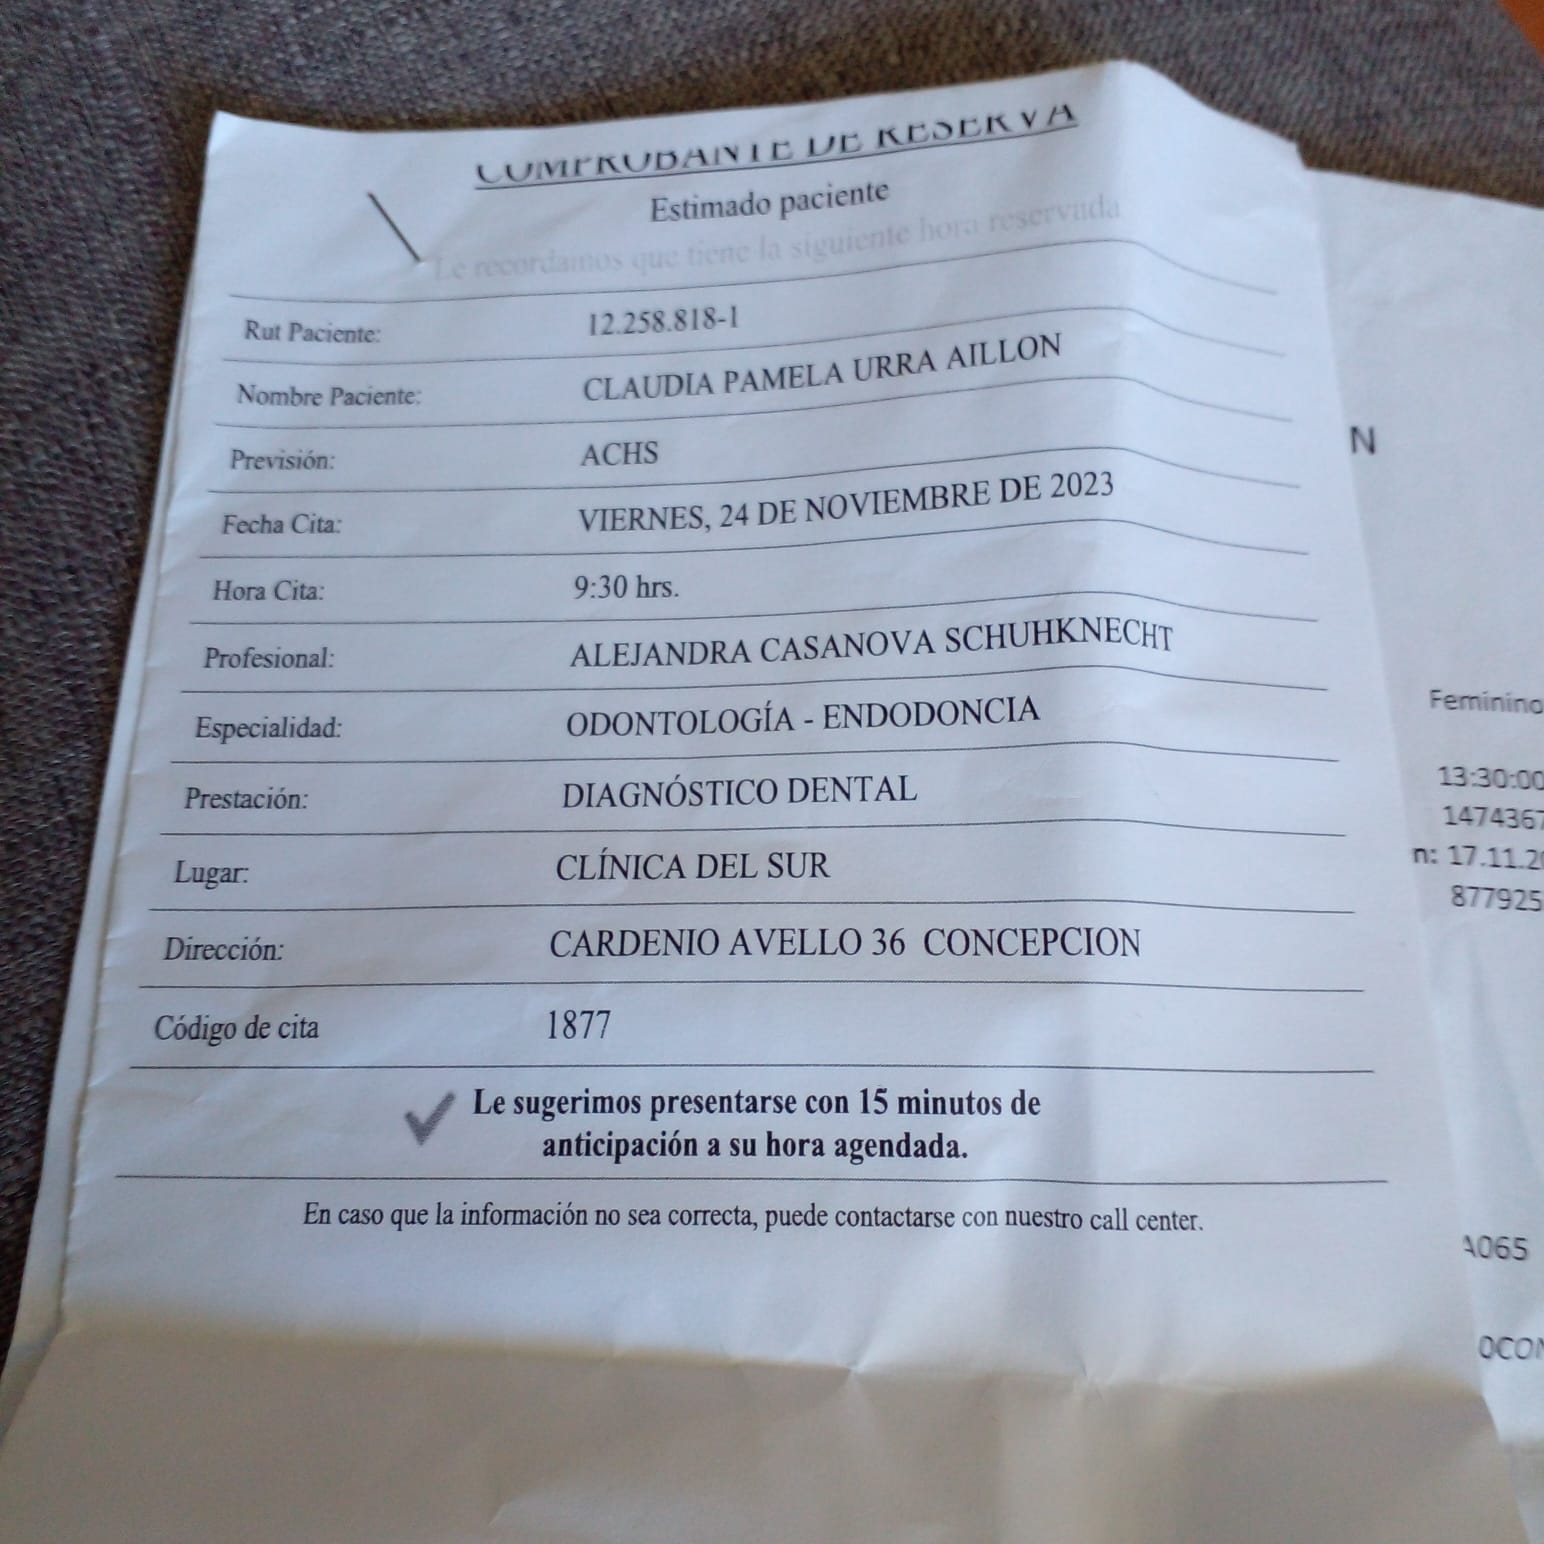 COMPROBANTE DE RESERVA
Estimado paciente
Le recordamos que tiene la siguiente hora reservada
Rut Paciente: 12.258.818-1
Nombre Paciente: CLAUDIA PAMELA URRA AILLON
Previsión: ACHS
Fecha Cita: VIERNES, 24 DE NOVIEMBRE DE 2023
Hora Cita: 9:30 hrs.
Profesional: ALEJANDRA CASANOVA SCHUHKNECHT
Especialidad: ODONTOLOGÍA - ENDODONCIA
Prestación: DIAGNÓSTICO DENTAL
Lugar: CLÍNICA DEL SUR
Dirección: CARDENIO AVELLO 36 CONCEPCION
Código de cita 1877
Le sugerimos presentarse con 15 minutos de
anticipación a su hora agendada.
En caso que la información no sea correcta, puede contactarse con nuestro call center.
N
Feminino
13:30:00
1474367
n: 17.11.2
877925
A065